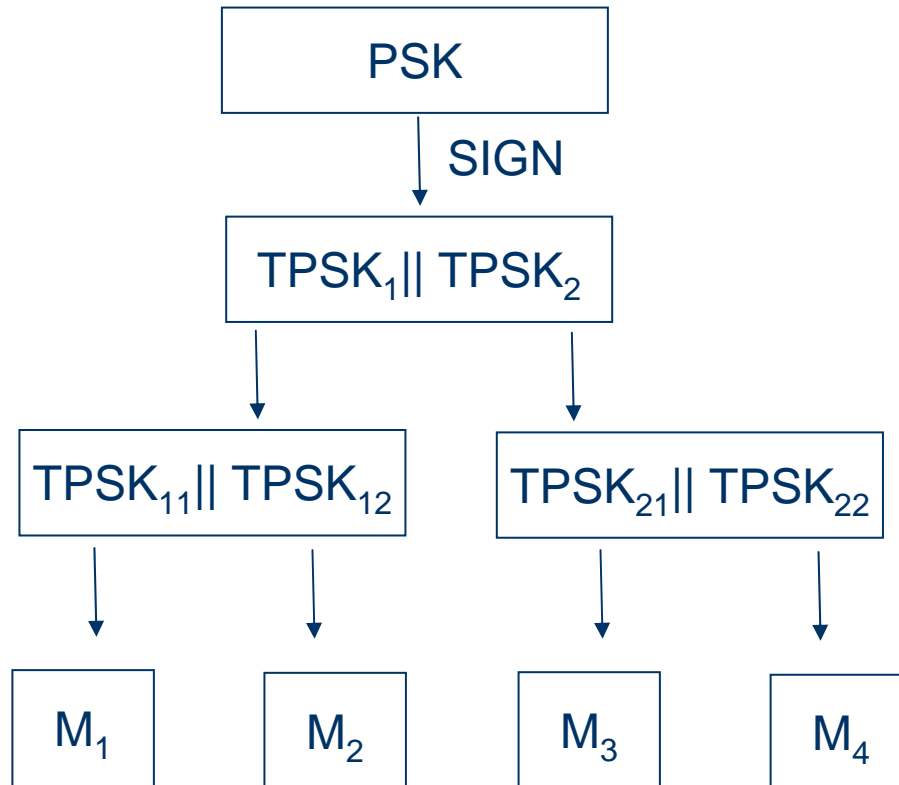 PSK
SIGN
TPSK₁|| TPSK₂
TPSK₁₁|| TPSK₁₂
TPSK₂₁|| TPSK₂₂
M₁
M₂
M₃
M₄